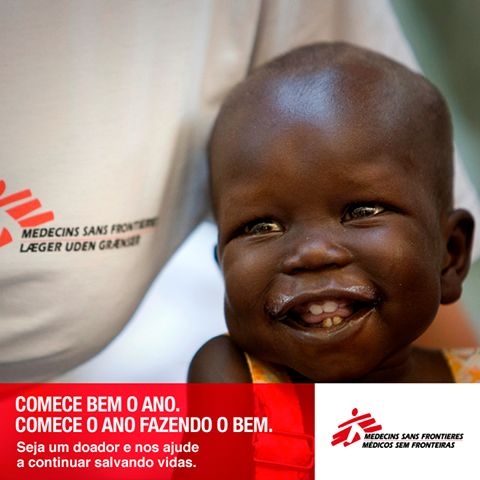 MEDECINS SANS FRONTIERES
LÆGER UDEN GRÆNSER
COMECE BEM O ANO.
COMECE O ANO FAZENDO O BEM.
Seja um doador e nos ajude
a continuar salvando vidas.
MEDECINS SANS FRONTIERES
MÉDICOS SEM FRONTEIRAS